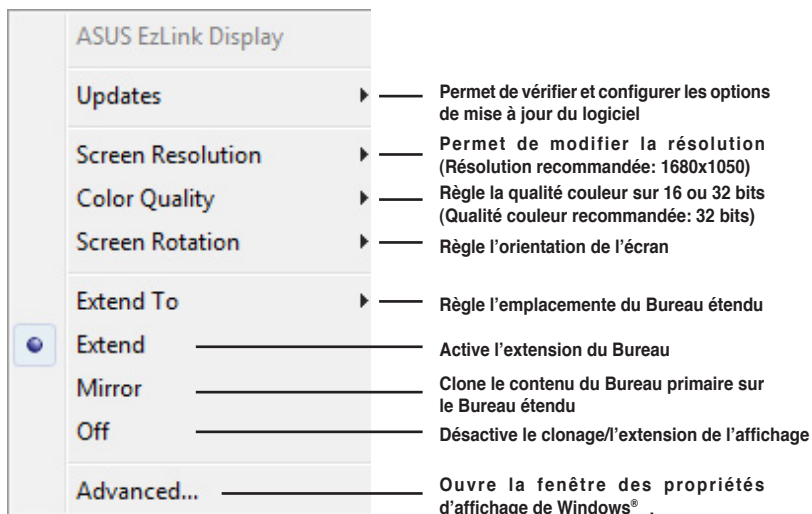 ASUS EzLink Display
Updates
Permet de vérifier et configurer les options
de mise à jour du logiciel
Screen Resolution
Permet de modifier la résolution
(Résolution recommandée: 1680x1050)
Color Quality
Règle la qualité couleur sur 16 ou 32 bits
(Qualité couleur recommandée: 32 bits)
Screen Rotation
Règle l'orientation de l'écran
Extend To
Règle l'emplacemente du Bureau étendu
Extend
Active l'extension du Bureau
Mirror
Clone le contenu du Bureau primaire sur
le Bureau étendu
Off
Désactive le clonage/l'extension de l'affichage
Advanced...
Ouvre la fenêtre des propriétés
d'affichage de Windows® .